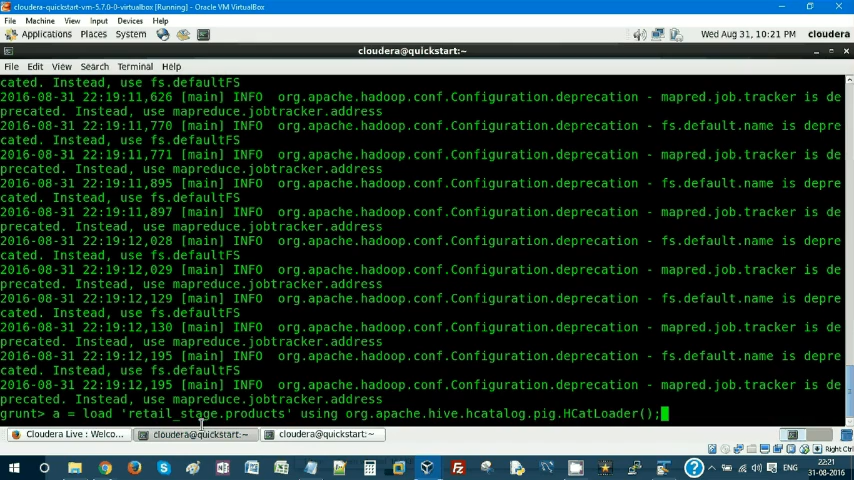 cloudera-quickstart-vm-5.7.0-0-virtualbox [Running] - Oracle VM VirtualBox
File Machine View Input Devices Help
Applications Places System Wed Aug 31, 10:21 PM cloudera
cloudera@quickstart:~
File Edit View Search Terminal Help
cated. Instead, use fs.defaultFS
2016-08-31 22:19:11,626 [main] INFO  org.apache.hadoop.conf.Configuration.deprecation - mapred.job.tracker is de
precated. Instead, use mapreduce.jobtracker.address
2016-08-31 22:19:11,770 [main] INFO  org.apache.hadoop.conf.Configuration.deprecation - fs.default.name is depre
cated. Instead, use fs.defaultFS
2016-08-31 22:19:11,771 [main] INFO  org.apache.hadoop.conf.Configuration.deprecation - mapred.job.tracker is de
precated. Instead, use mapreduce.jobtracker.address
2016-08-31 22:19:11,895 [main] INFO  org.apache.hadoop.conf.Configuration.deprecation - fs.default.name is depre
cated. Instead, use fs.defaultFS
2016-08-31 22:19:11,897 [main] INFO  org.apache.hadoop.conf.Configuration.deprecation - mapred.job.tracker is de
precated. Instead, use mapreduce.jobtracker.address
2016-08-31 22:19:12,028 [main] INFO  org.apache.hadoop.conf.Configuration.deprecation - fs.default.name is depre
cated. Instead, use fs.defaultFS
2016-08-31 22:19:12,029 [main] INFO  org.apache.hadoop.conf.Configuration.deprecation - mapred.job.tracker is de
precated. Instead, use mapreduce.jobtracker.address
2016-08-31 22:19:12,129 [main] INFO  org.apache.hadoop.conf.Configuration.deprecation - fs.default.name is depre
cated. Instead, use fs.defaultFS
2016-08-31 22:19:12,130 [main] INFO  org.apache.hadoop.conf.Configuration.deprecation - mapred.job.tracker is de
precated. Instead, use mapreduce.jobtracker.address
2016-08-31 22:19:12,195 [main] INFO  org.apache.hadoop.conf.Configuration.deprecation - fs.default.name is depre
cated. Instead, use fs.defaultFS
2016-08-31 22:19:12,195 [main] INFO  org.apache.hadoop.conf.Configuration.deprecation - mapred.job.tracker is de
precated. Instead, use mapreduce.jobtracker.address
grunt> a = load 'retail_stage.products' using org.apache.hive.hcatalog.pig.HCatLoader();
Cloudera Live : Welco... cloudera@quickstart:~ cloudera@quickstart:~
Right Ctrl
ENG 22:21
31-08-2016